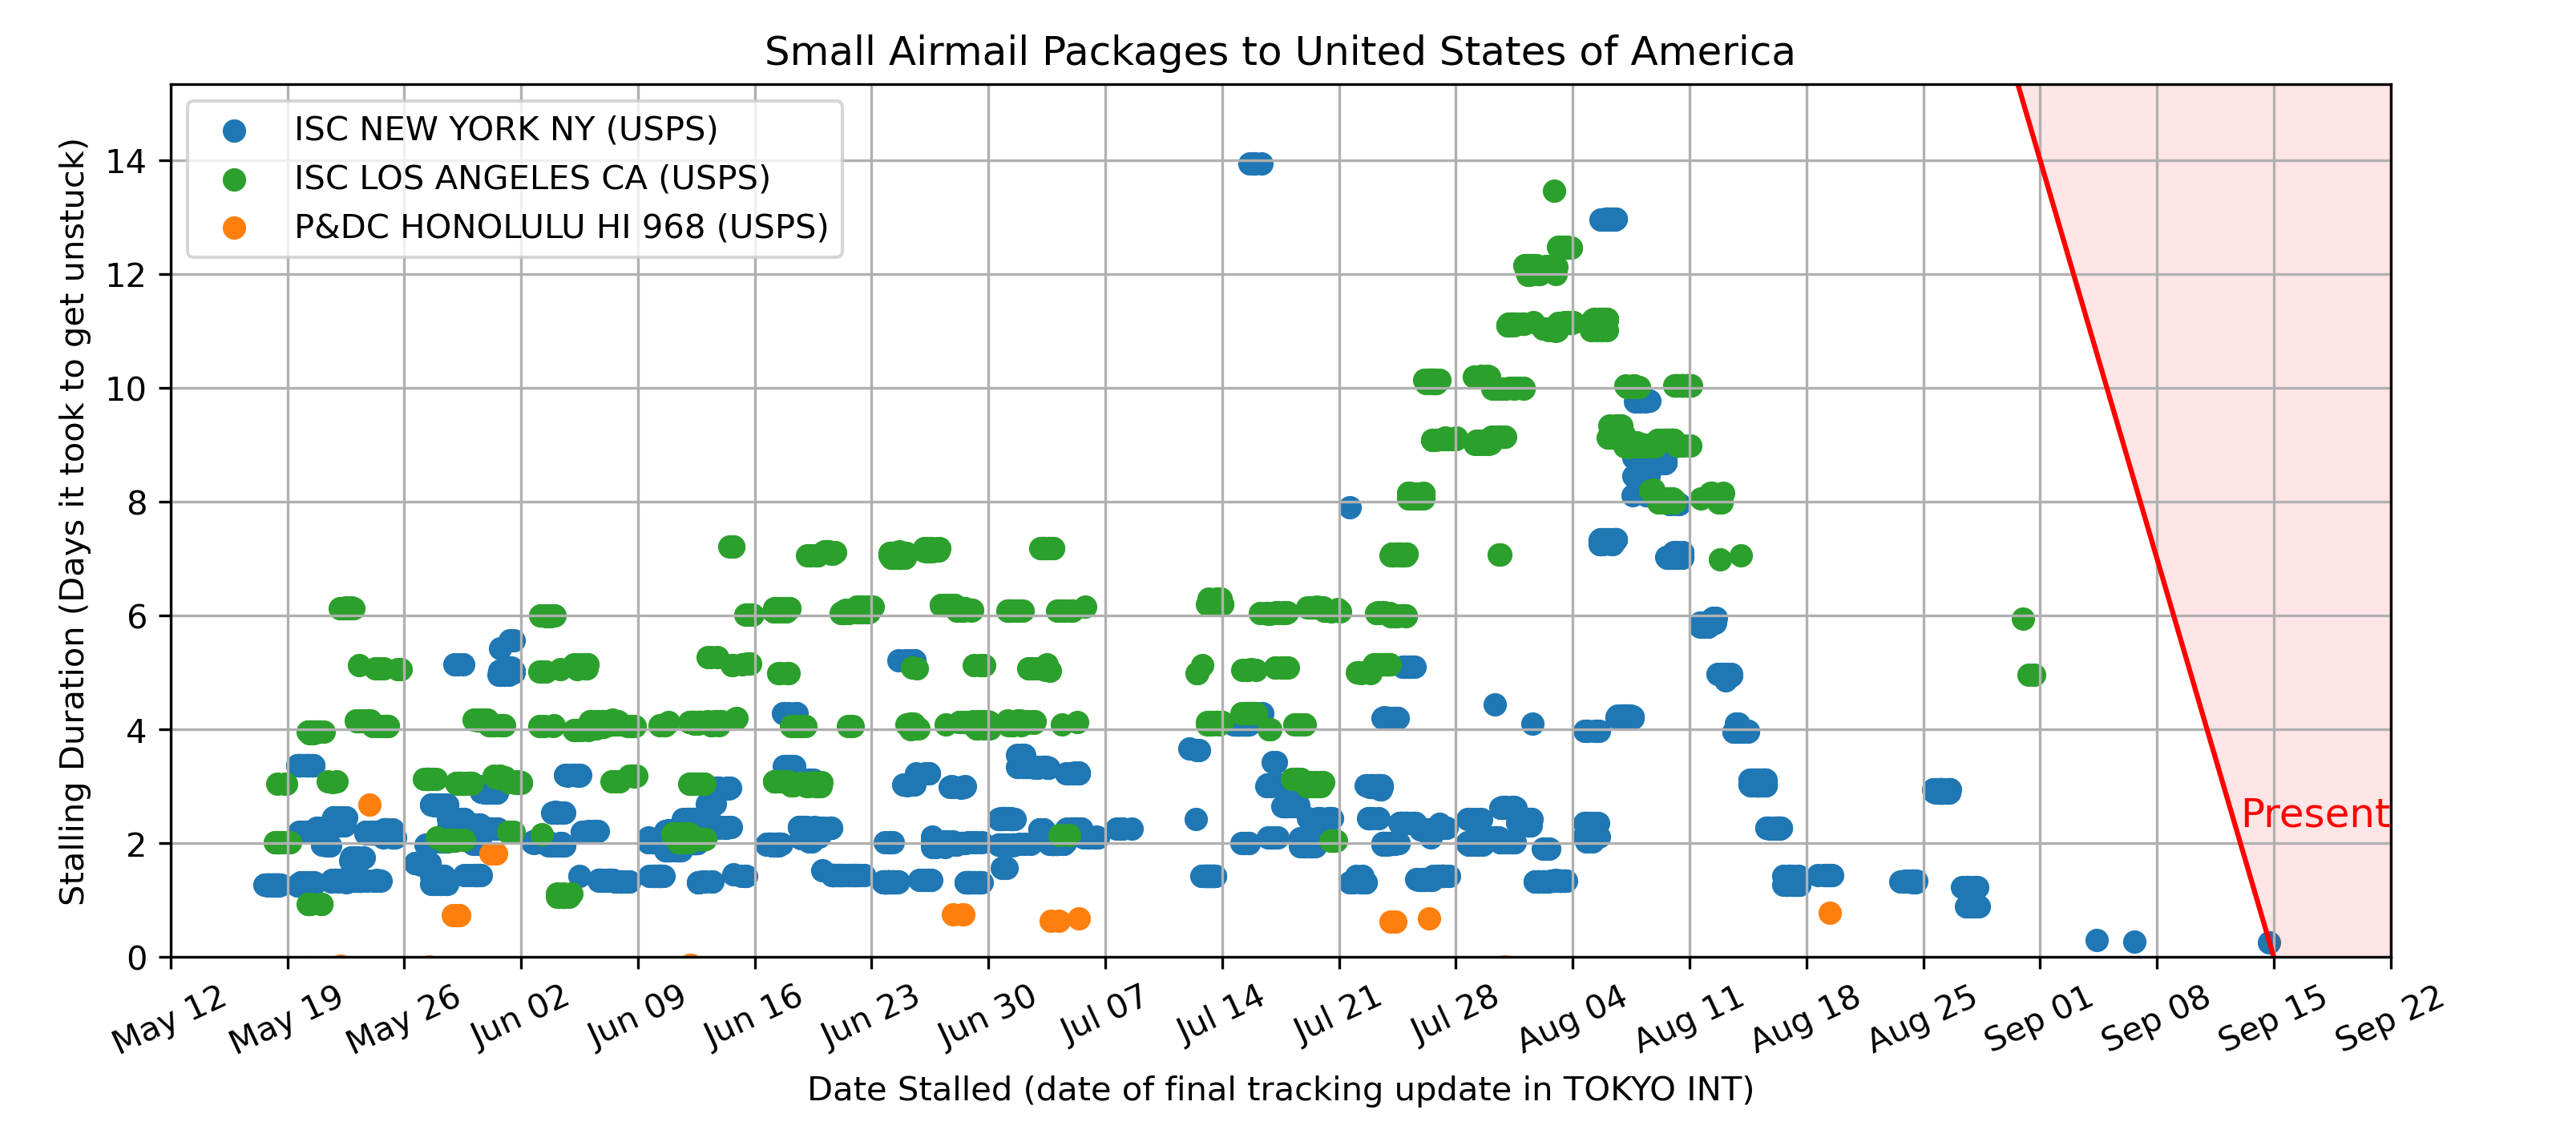 Small Airmail Packages to United States of America
ISC NEW YORK NY (USPS)
ISC LOS ANGELES CA (USPS)
P&DC HONOLULU HI 968 (USPS)
Stalling Duration (Days it took to get unstuck)
14
12
10
8
6
4
2
0
Present
May 12
May 19
May 26
Jun 02
Jun 09
Jun 16
Jun 23
Jun 30
Jul 07
Jul 14
Jul 21
Jul 28
Aug 04
Aug 11
Aug 18
Aug 25
Sep 01
Sep 08
Sep 15
Sep 22
Date Stalled (date of final tracking update in TOKYO INT)